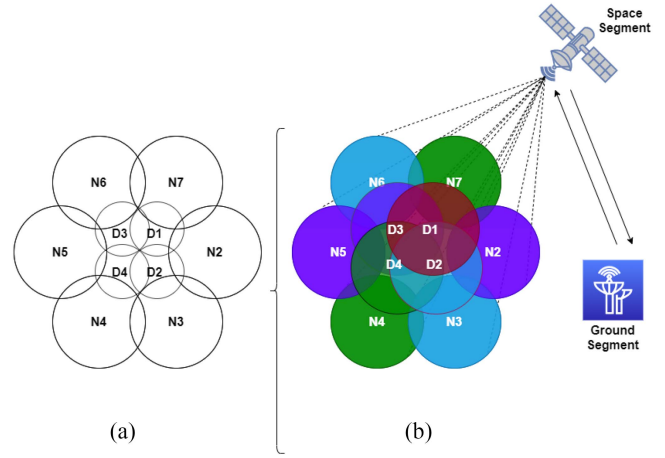 Space
Segment
N6
N7
D3
D1
N5
N2
D4
D2
N4
N3
(a)
N6
N7
D3
D1
N5
N2
D4
D2
N4
N3
(b)
Ground
Segment